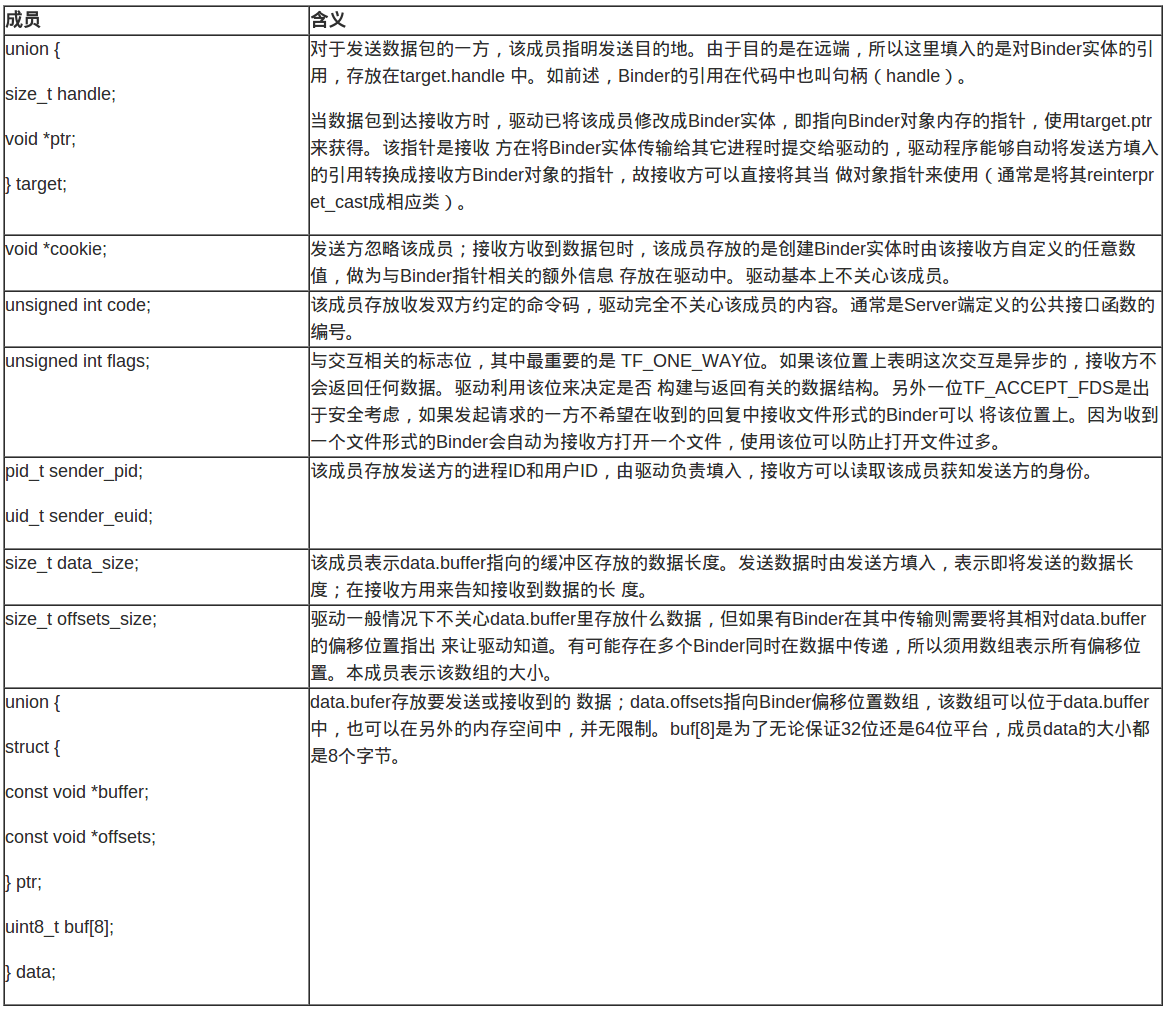 成员
含义
union {
size_t handle;
void *ptr;
} target;
对于发送数据包的一方，该成员指明发送目的地。由于目的是在远端，所以这里填入的是对Binder实体的引
用，存放在target.handle 中。如前述，Binder的引用在代码中也叫句柄（handle）。
当数据包到达接收方时，驱动已将该成员修改成Binder实体，即指向Binder对象内存的指针，使用target.ptr
来获得。该指针是接收 方在将Binder实体传输给其它进程时提交给驱动的，驱动程序能够自动将发送方填入
的引用转换成接收方Binder对象的指针，故接收方可以直接将其当 做对象指针来使用（通常是将其reinterpr
et_cast成相应类）。
void *cookie;
发送方忽略该成员；接收方收到数据包时，该成员存放的是创建Binder实体时由该接收方自定义的任意数
值，做为与Binder指针相关的额外信息 存放在驱动中。驱动基本上不关心该成员。
unsigned int code;
该成员存放收发双方约定的命令码，驱动完全不关心该成员的内容。通常是Server端定义的公共接口函数的
编号。
unsigned int flags;
与交互相关的标志位，其中最重要的是 TF_ONE_WAY位。如果该位置上表明这次交互是异步的，接收方不
会返回任何数据。驱动利用该位来决定是否 构建与返回有关的数据结构。另外一位TF_ACCEPT_FDS是出
于安全考虑，如果发起请求的一方不希望在收到的回复中接收文件形式的Binder可以 将该位置上。因为收到
一个文件形式的Binder会自动为接收方打开一个文件，使用该位可以防止打开文件过多。
pid_t sender_pid;
uid_t sender_euid;
该成员存放发送方的进程ID和用户ID，由驱动负责填入，接收方可以读取该成员获知发送方的身份。
size_t data_size;
该成员表示data.buffer指向的缓冲区存放的数据长度。发送数据时由发送方填入，表示即将发送的数据长
度；在接收方用来告知接收到数据的长 度。
size_t offsets_size;
驱动一般情况下不关心data.buffer里存放什么数据，但如果有Binder在其中传输则需要将其相对data.buffer
的偏移位置指出 来让驱动知道。有可能存在多个Binder同时在数据中传递，所以须用数组表示所有偏移位
置。本成员表示该数组的大小。
union {
struct {
const void *buffer;
const void *offsets;
} ptr;
uint8_t buf[8];
} data;
data.bufer存放要发送或接收到的 数据；data.offsets指向Binder偏移位置数组，该数组可以位于data.buffer
中，也可以在另外的内存空间中，并无限制。buf[8]是为了无论保证32位还是64位平台，成员data的大小都
是8个字节。